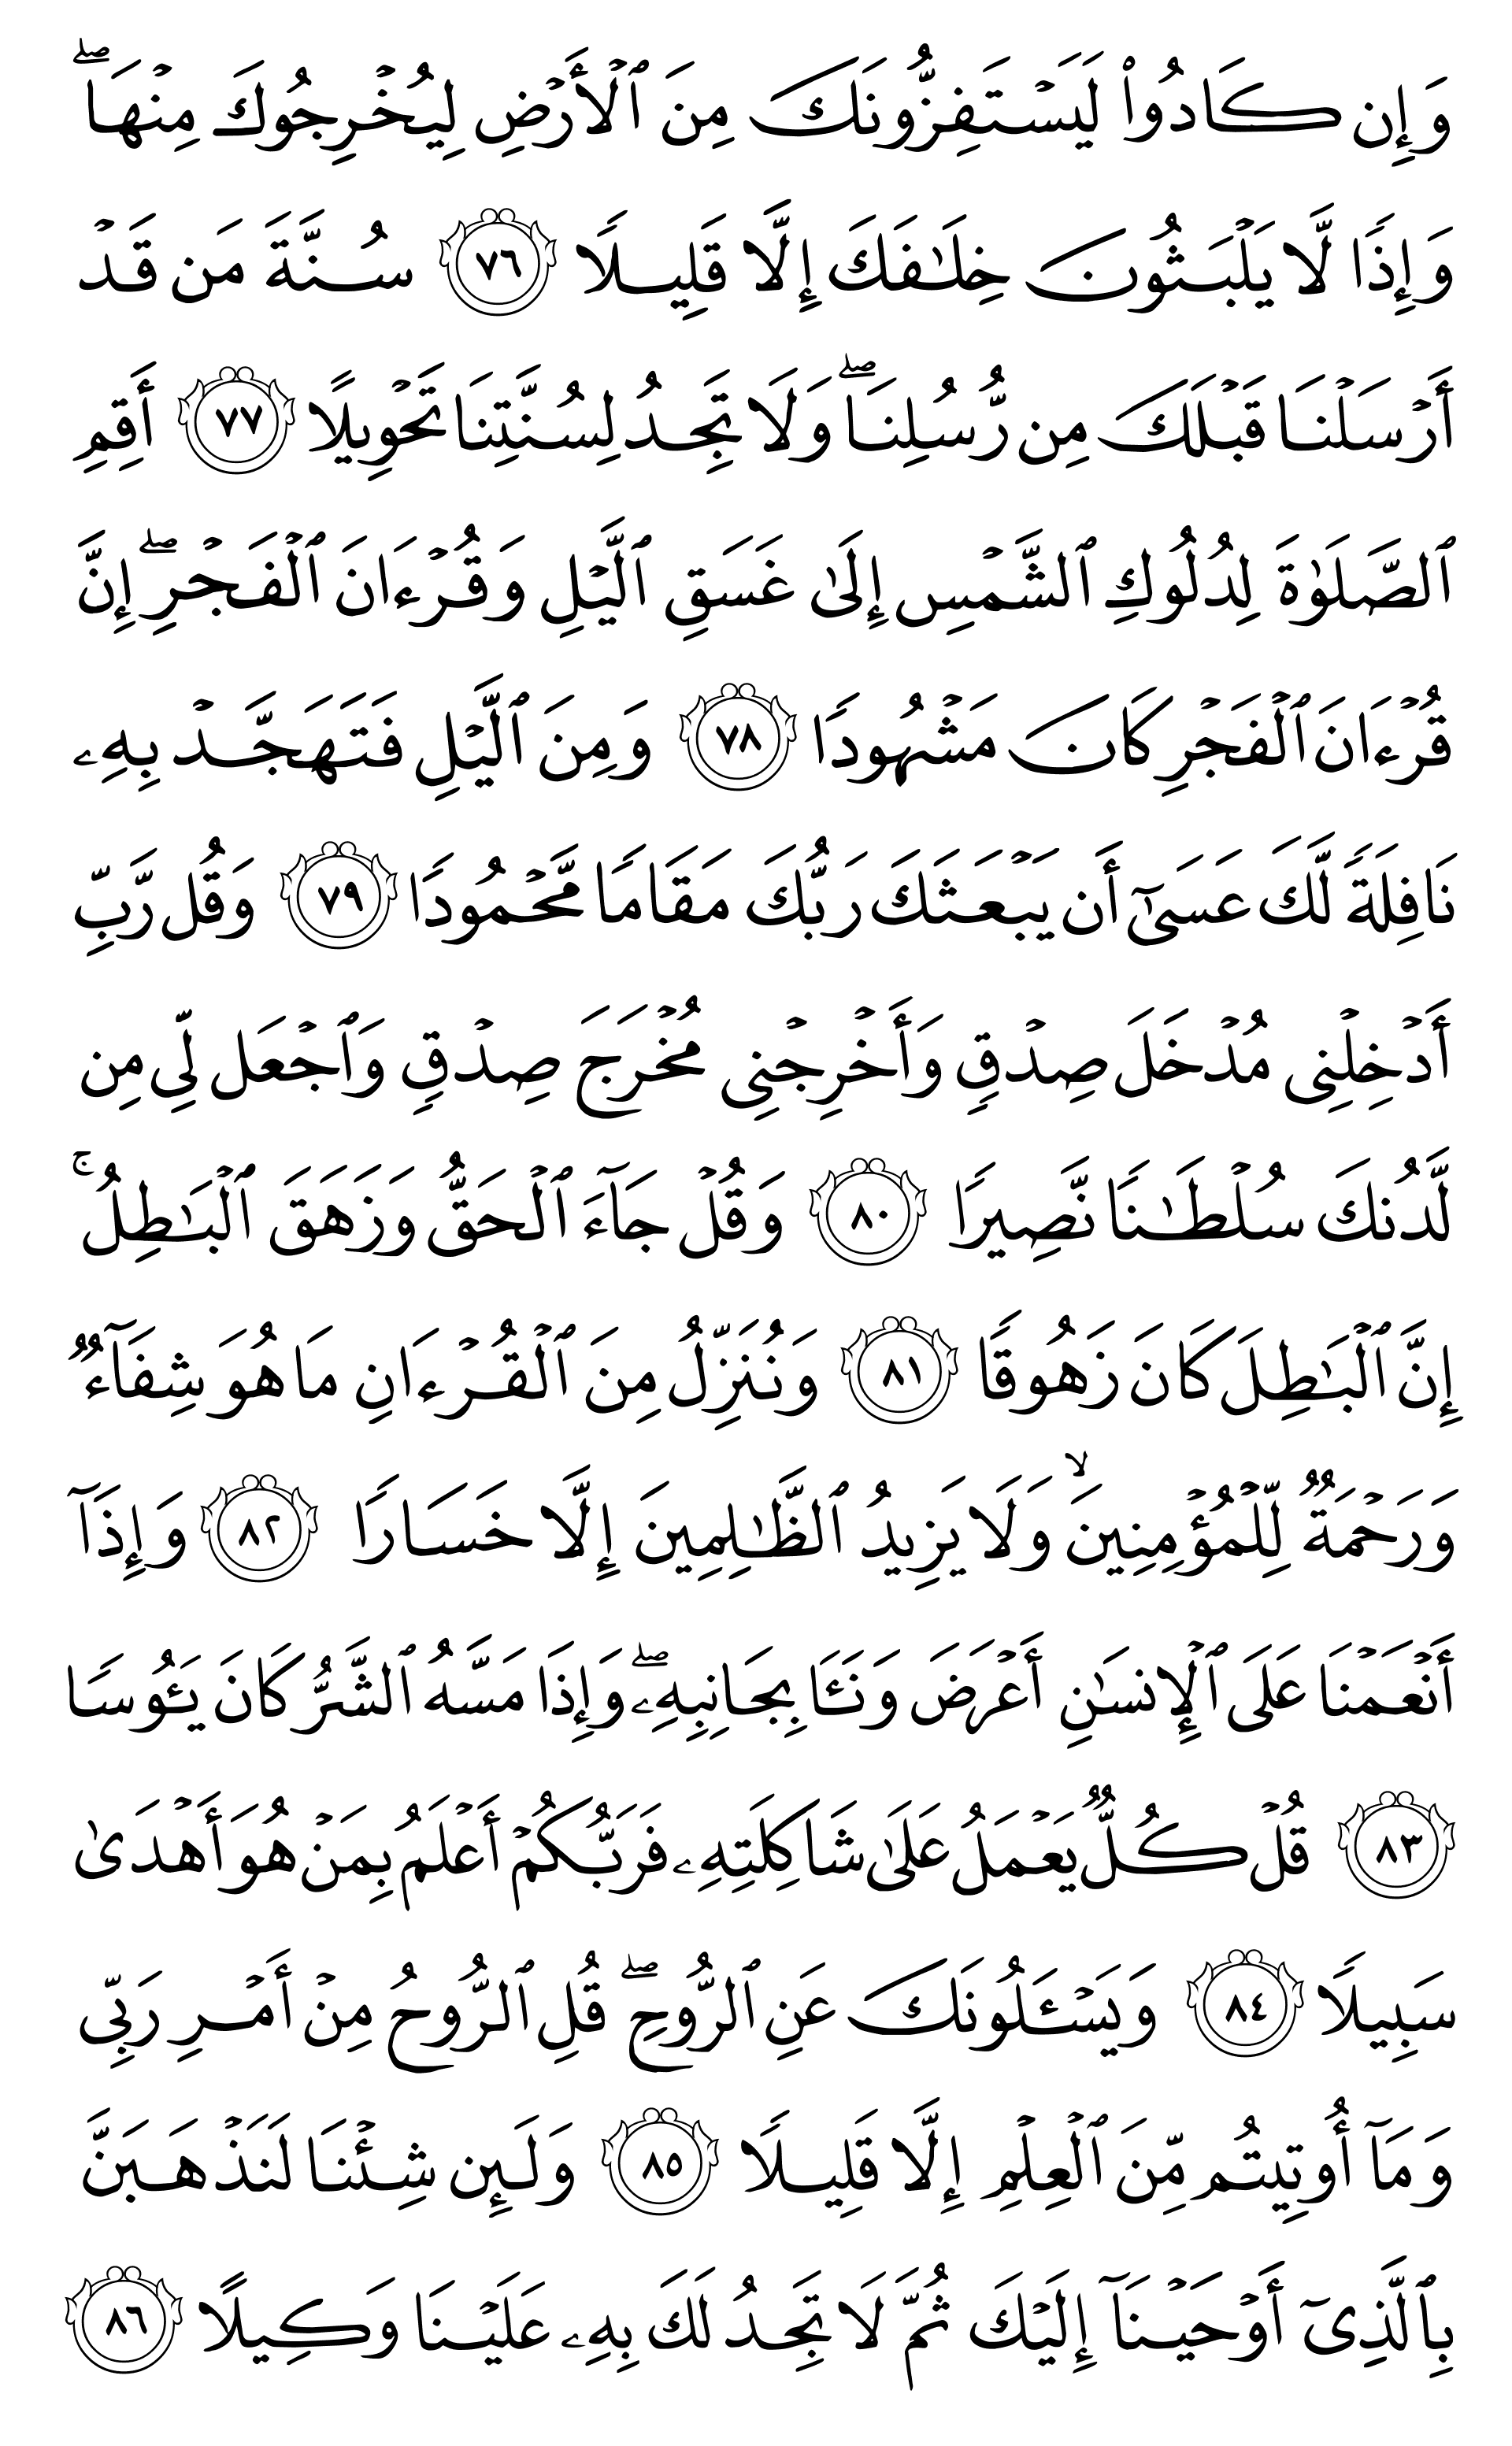 وَإِن كَادُوا۟ لَيَسْتَفِزُّونَكَ مِنَ ٱلْأَرْضِ لِيُخْرِجُوكَ مِنْهَا ۖ
وَإِذًا لَّا يَلْبَثُونَ خِلَـٰفَكَ إِلَّا قَلِيلًا ٧٦ سُنَّةَ مَن قَدْ
أَرْسَلْنَا قَبْلَكَ مِن رُّسُلِنَا ۖ وَلَا تَجِدُ لِسُنَّتِنَا تَحْوِيلًا ٧٧ أَقِمِ
ٱلصَّلَوٰةَ لِدُلُوكِ ٱلشَّمْسِ إِلَىٰ غَسَقِ ٱلَّيْلِ وَقُرْءَانَ ٱلْفَجْرِ ۖ إِنَّ
قُرْءَانَ ٱلْفَجْرِ كَانَ مَشْهُودًا ٧٨ وَمِنَ ٱلَّيْلِ فَتَهَجَّدْ بِهِۦ
نَافِلَةً لَّكَ عَسَىٰٓ أَن يَبْعَثَكَ رَبُّكَ مَقَامًا مَّحْمُودًا ٧٩ وَقُل رَّبِّ
أَدْخِلْنِى مُدْخَلَ صِدْقٍ وَأَخْرِجْنِى مُخْرَجَ صِدْقٍ وَٱجْعَل لِّى مِن
لَّدُنكَ سُلْطَـٰنًا نَّصِيرًا ٨٠ وَقُلْ جَآءَ ٱلْحَقُّ وَزَهَقَ ٱلْبَـٰطِلُ ۚ
إِنَّ ٱلْبَـٰطِلَ كَانَ زَهُوقًا ٨١ وَنُنَزِّلُ مِنَ ٱلْقُرْءَانِ مَا هُوَ شِفَآءٌ
وَرَحْمَةٌ لِّلْمُؤْمِنِينَ ۙ وَلَا يَزِيدُ ٱلظَّـٰلِمِينَ إِلَّا خَسَارًا ٨٢ وَإِذَآ
أَنْعَمْنَا عَلَى ٱلْإِنسَـٰنِ أَعْرَضَ وَنَـَٔا بِجَانِبِهِۦ ۖ وَإِذَا مَسَّهُ ٱلشَّرُّ كَانَ يَـُٔوسًا
٨٣ قُلْ كُلٌّ يَعْمَلُ عَلَىٰ شَاكِلَتِهِۦ فَرَبُّكُمْ أَعْلَمُ بِمَنْ هُوَ أَهْدَىٰ
سَبِيلًا ٨٤ وَيَسْـَٔلُونَكَ عَنِ ٱلرُّوحِ ۖ قُلِ ٱلرُّوحُ مِنْ أَمْرِ رَبِّى
وَمَآ أُوتِيتُم مِّنَ ٱلْعِلْمِ إِلَّا قَلِيلًا ٨٥ وَلَئِن شِئْنَا لَنَذْهَبَنَّ
بِٱلَّذِىٓ أَوْحَيْنَآ إِلَيْكَ ثُمَّ لَا تَجِدُ لَكَ بِهِۦ عَلَيْنَا وَكِيلًا ٨٦